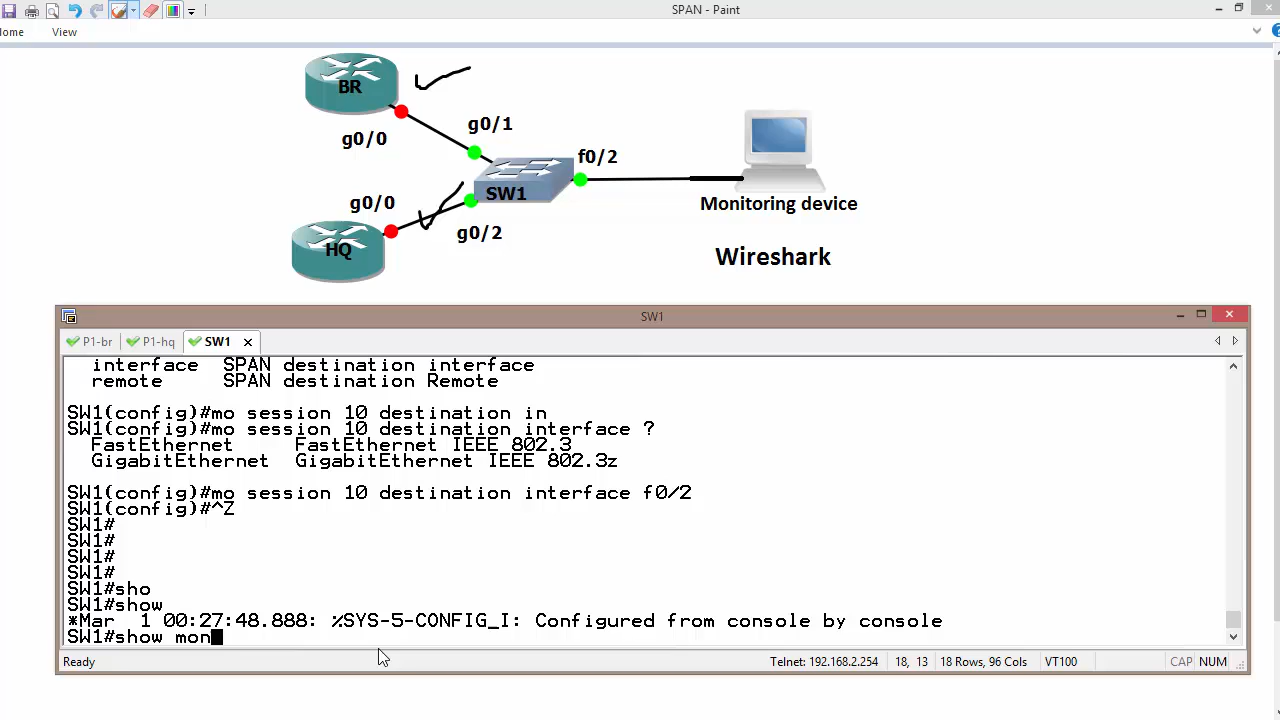 SPAN - Paint
ome View
BR
g0/1
g0/0
f0/2
SW1
g0/0
Monitoring device
g0/2
HQ
Wireshark
SW1
P1-br P1-hq SW1
interface SPAN destination interface
remote SPAN destination Remote
SW1(config)#mo session 10 destination in
SW1(config)#mo session 10 destination interface ?
FastEthernet FastEthernet IEEE 802.3
GigabitEthernet GigabitEthernet IEEE 802.3z
SW1(config)#mo session 10 destination interface f0/2
SW1(config)#^Z
SW1#
SW1#
SW1#
SW1#
SW1#sho
SW1#show
*Mar 1 00:27:48.888: %SYS-5-CONFIG_I: Configured from console by console
SW1#show mon
Ready Telnet: 192.168.2.254 18, 13 18 Rows, 96 Cols VT100 CAP NUM